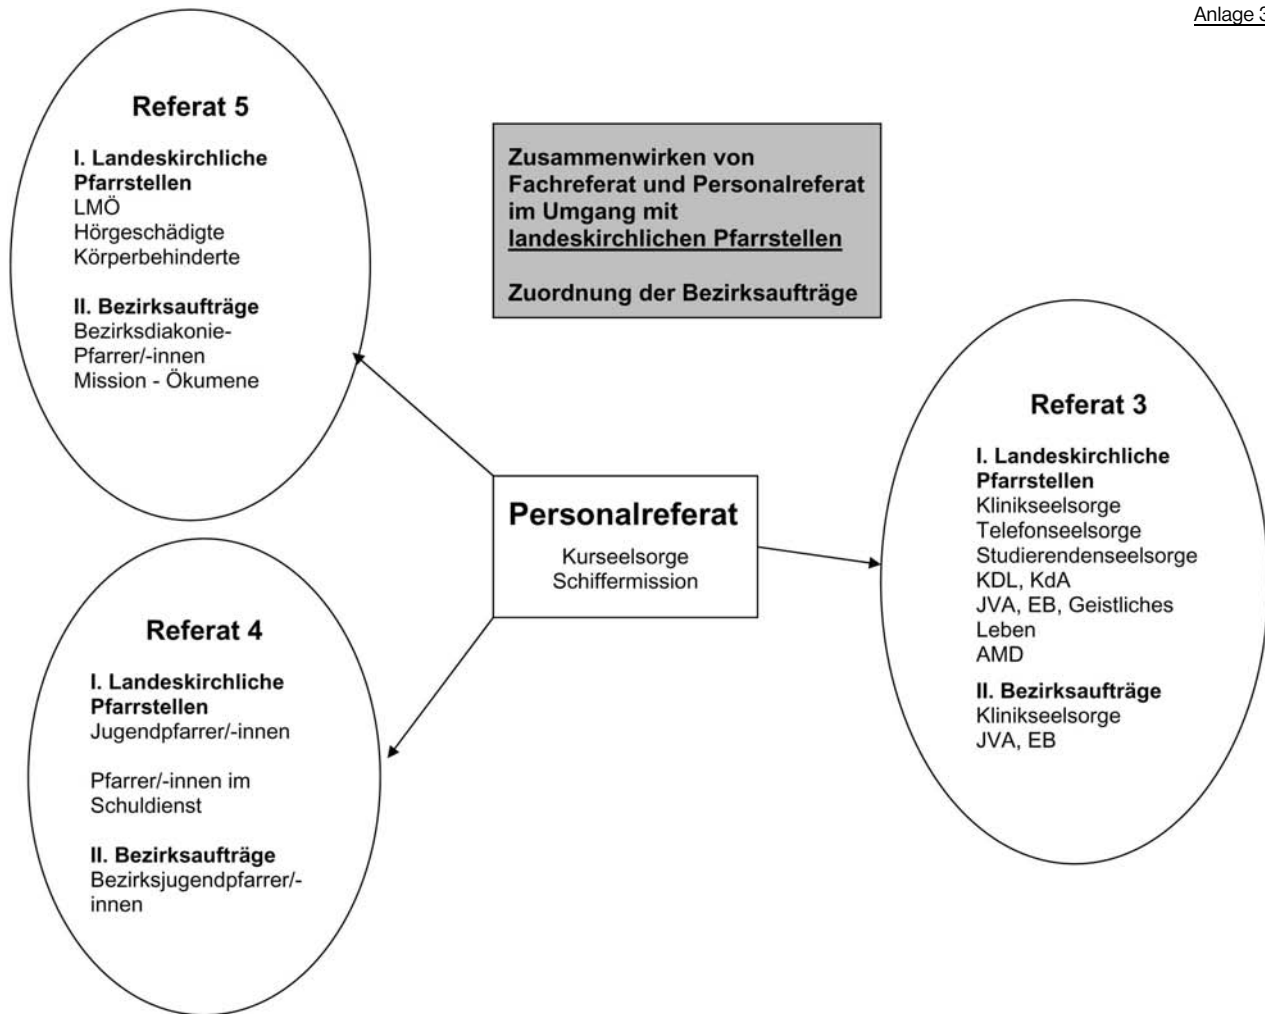 Anlage 3
Referat 5
I. Landeskirchliche
Pfarrstellen
LMÖ
Hörgeschädigte
Körperbehinderte
II. Bezirksaufträge
Bezirksdiakonie-
Pfarrer/-innen
Mission - Ökumene
Zusammenwirken von
Fachreferat und Personalreferat
im Umgang mit
landeskirchlichen Pfarrstellen
Zuordnung der Bezirksaufträge
Personalreferat
Kurseelsorge
Schiffermission
Referat 3
I. Landeskirchliche
Pfarrstellen
Klinikseelsorge
Telefonseelsorge
Studierendenseelsorge
KDL, KdA
JVA, EB, Geistliches
Leben
AMD
II. Bezirksaufträge
Klinikseelsorge
JVA, EB
Referat 4
I. Landeskirchliche
Pfarrstellen
Jugendpfarrer/-innen
Pfarrer/-innen im
Schuldienst
II. Bezirksaufträge
Bezirksjugendpfarrer/-
innen